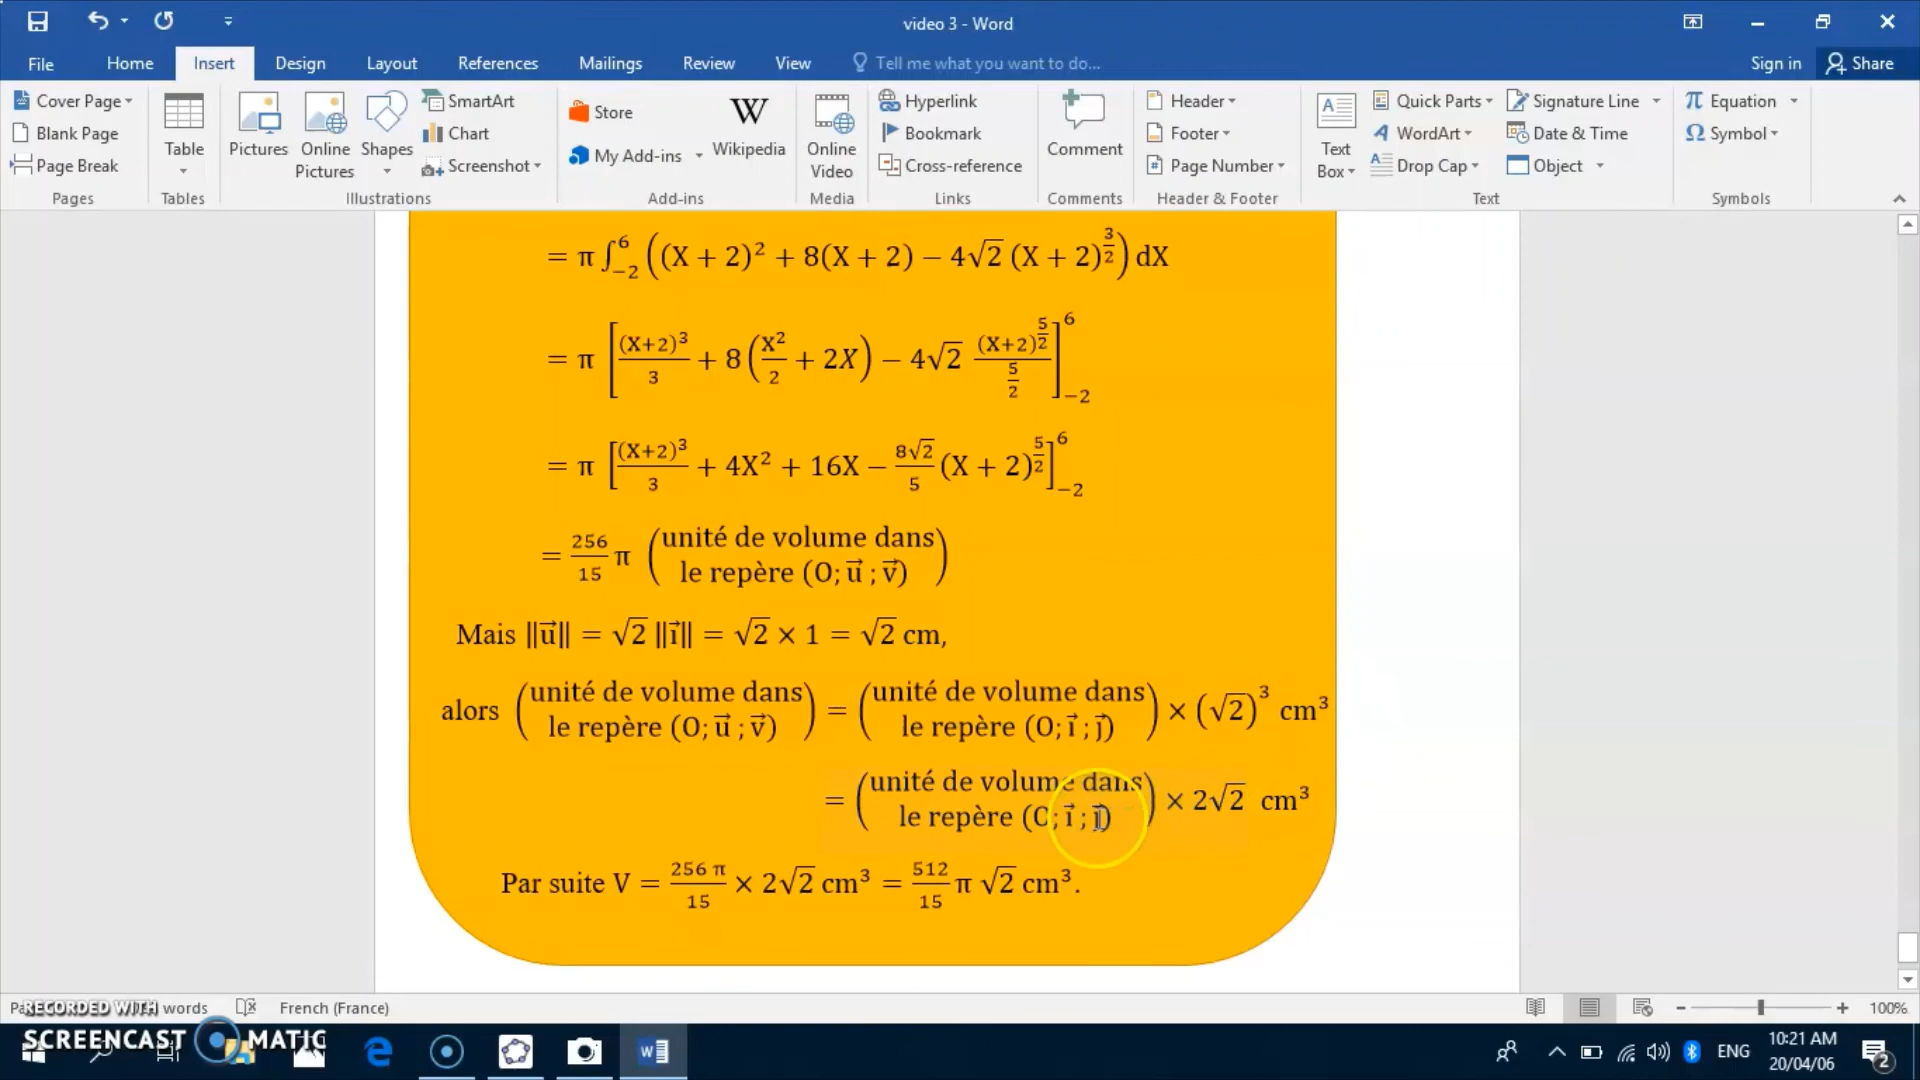 video 3 - Word
File Home Insert Design Layout References Mailings Review View Tell me what you want to do... Sign in Share
Cover Page
Blank Page
Page Break
Pages
Table
Tables
Pictures
Online Pictures
Shapes
SmartArt
Chart
Screenshot
Illustrations
Store
My Add-ins
Wikipedia
Add-ins
Online Video
Media
Hyperlink
Bookmark
Cross-reference
Links
Comment
Comments
Header
Footer
Page Number
Header & Footer
Text Box
Quick Parts
WordArt
Drop Cap
Signature Line
Date & Time
Object
Text
Equation
Symbol
Symbols
= π ∫₋₂⁶ ((X + 2)² + 8(X + 2) − 4√2 (X + 2)^(3/2)) dX
= π [(X+2)³/3 + 8(X²/2 + 2X) − 4√2 (X+2)^(5/2)/(5/2)]₋₂⁶
= π [(X+2)³/3 + 4X² + 16X − 8√2/5 (X + 2)^(5/2)]₋₂⁶
= 256/15 π (unité de volume dans
le repère (O; u⃗ ; v⃗))
Mais ‖u⃗‖ = √2 ‖i⃗‖ = √2 × 1 = √2 cm,
alors (unité de volume dans le repère (O; u⃗ ; v⃗)) = (unité de volume dans le repère (O; i⃗ ; j⃗)) × (√2)³ cm³
= (unité de volume dans le repère (O; i⃗ ; j⃗)) × 2√2 cm³
Par suite V = 256 π/15 × 2√2 cm³ = 512/15 π √2 cm³.
words French (France) 100%
RECORDED WITH
SCREENCAST MATIC
ENG
10:21 AM
20/04/06
2